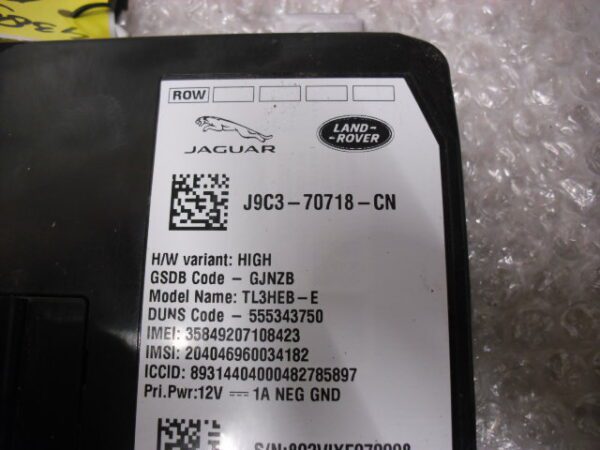 ROW
JAGUAR
LAND-
-ROVER
J9C3-70718-CN
H/W variant: HIGH
GSDB Code - GJNZB
Model Name: TL3HEB-E
DUNS Code - 555343750
IMEI: 35849207108423
IMSI: 204046960034182
ICCID: 89314404000482785897
Pri.Pwr:12V ⎓ 1A NEG GND